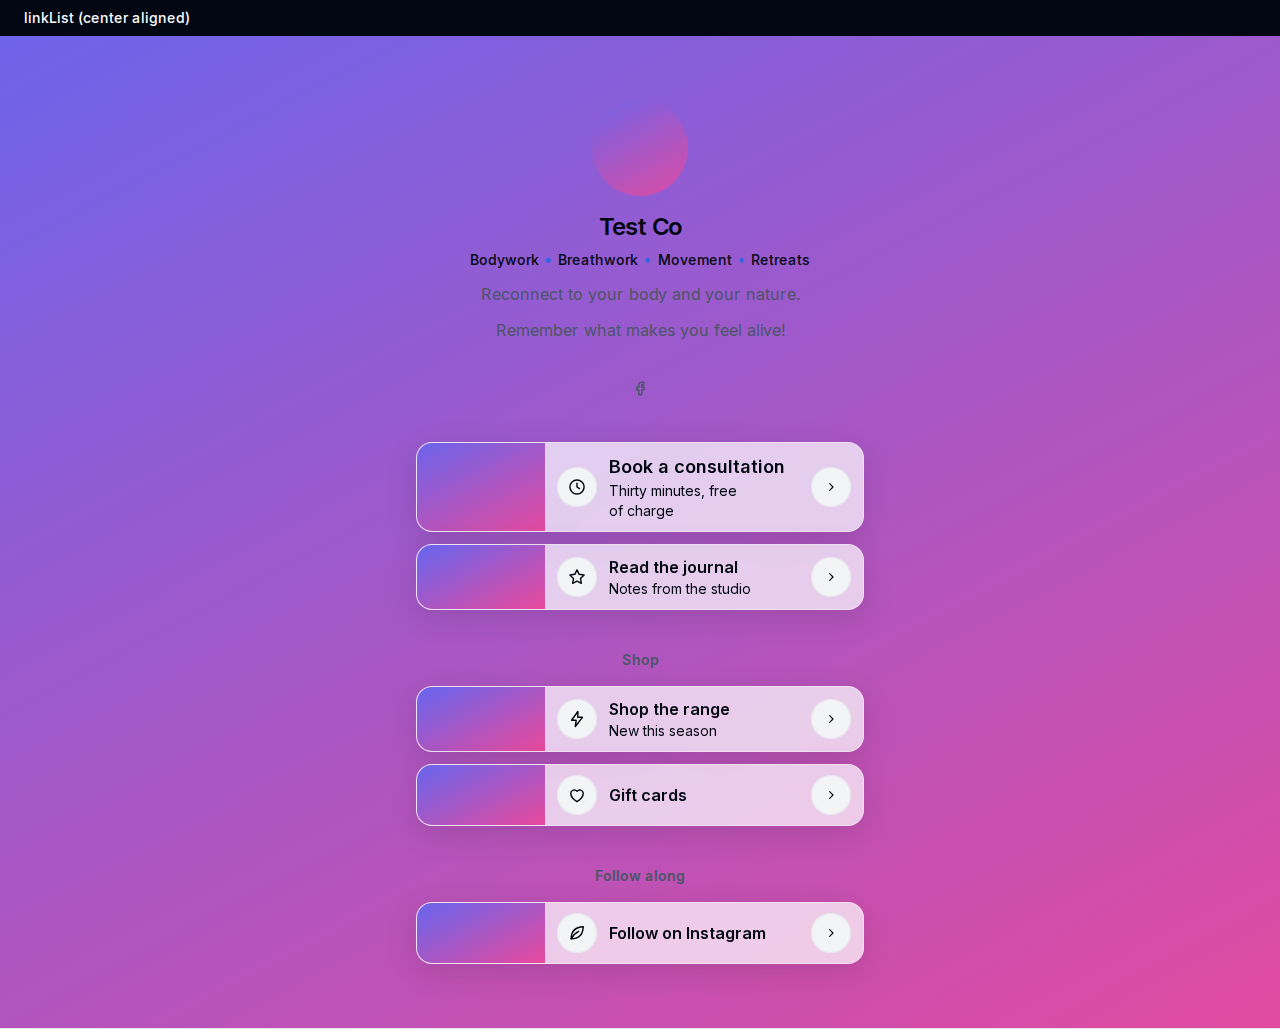 linkList (center aligned)
Test Co
Bodywork • Breathwork • Movement • Retreats
Reconnect to your body and your nature.
Remember what makes you feel alive!
Book a consultation
Thirty minutes, free
of charge
Read the journal
Notes from the studio
Shop
Shop the range
New this season
Gift cards
Follow along
Follow on Instagram